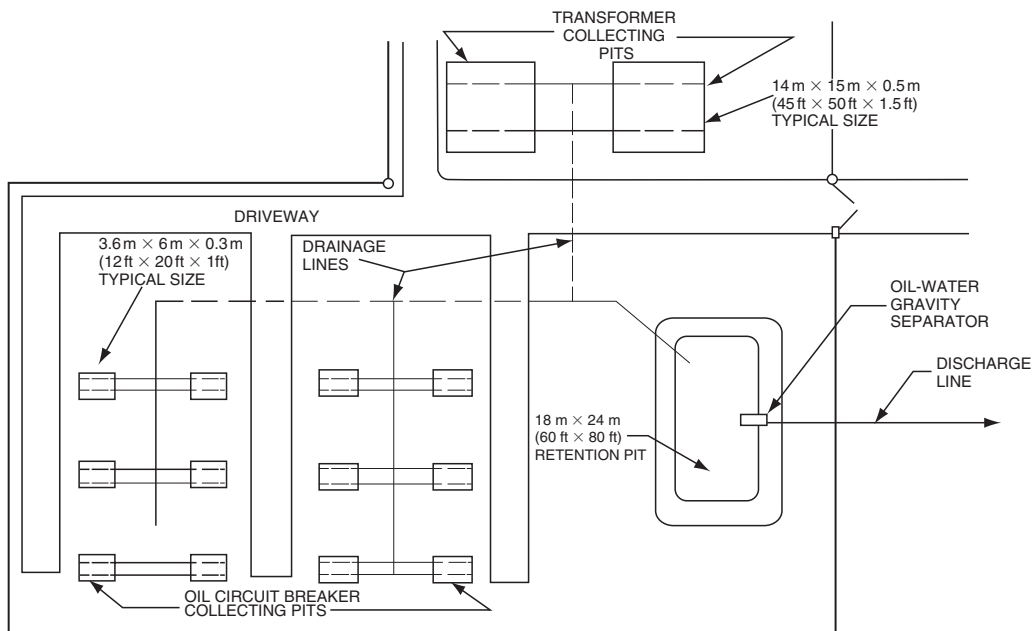 TRANSFORMER
COLLECTING
PITS
14 m × 15 m × 0.5 m
(45 ft × 50 ft × 1.5 ft)
TYPICAL SIZE
DRIVEWAY
3.6 m × 6 m × 0.3 m
(12 ft × 20 ft × 1 ft)
TYPICAL SIZE
DRAINAGE
LINES
OIL-WATER
GRAVITY
SEPARATOR
DISCHARGE
LINE
18 m × 24 m
(60 ft × 80 ft)
RETENTION PIT
OIL CIRCUIT BREAKER
COLLECTING PITS